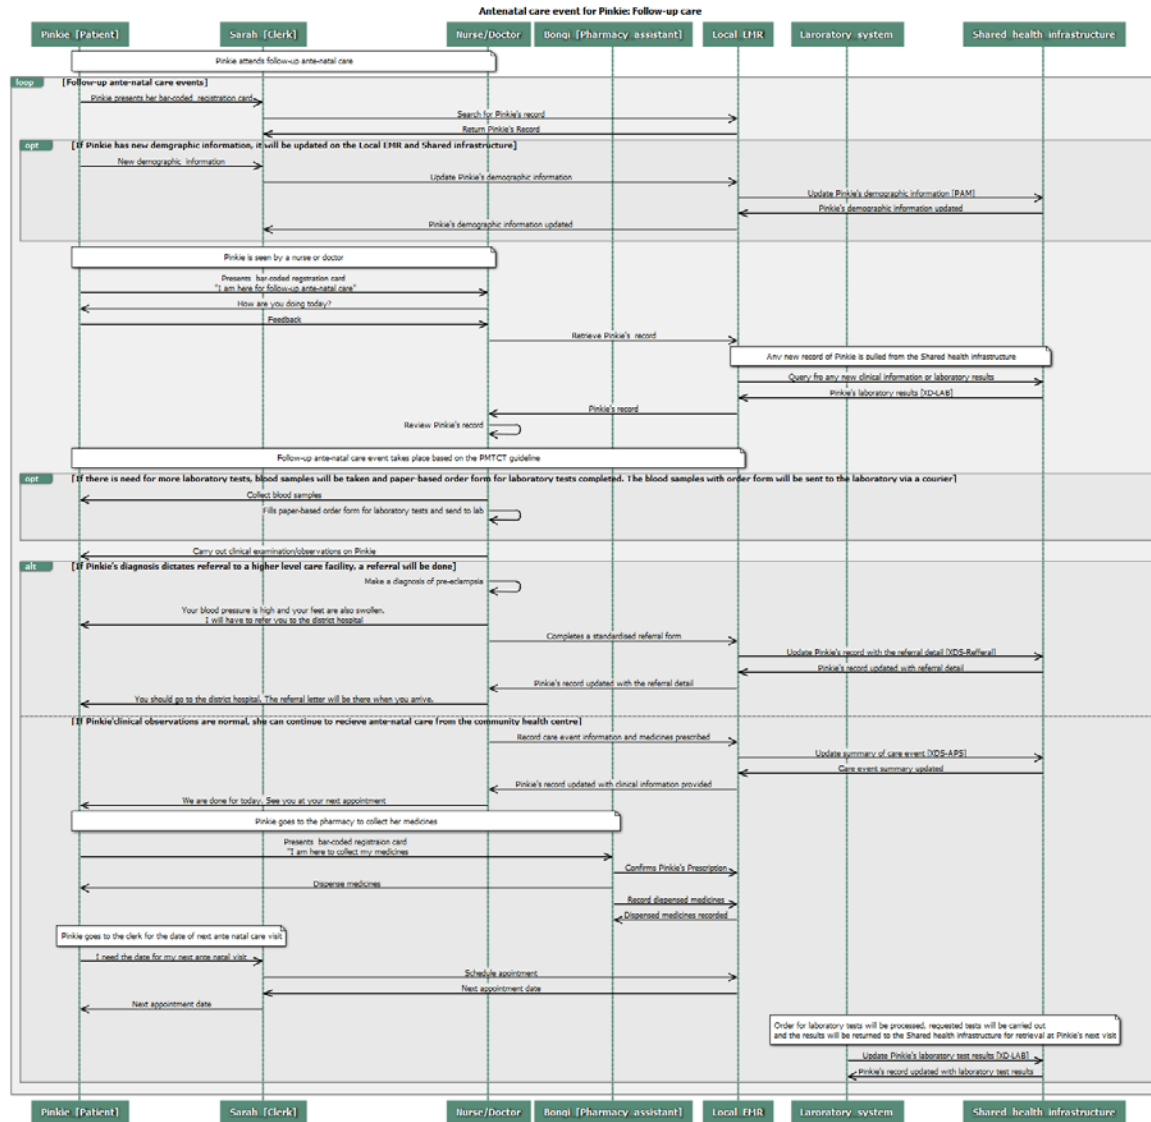 Antenatal care event for Pinkie: Follow-up care
Pinkie [Patient]
Sarah [Clerk]
Nurse/Doctor
Bongi [Pharmacy assistant]
Local EMR
Laroratory system
Shared health infrastructure
Pinkie attends follow-up ante-natal care
loop
[Follow-up ante-natal care events]
Pinkie presents her bar-coded registration card
Search for Pinkie's record
Return Pinkie's Record
opt
[If Pinkie has new demgraphic information, it will be updated on the Local EMR and Shared infrastructure]
New demographic information
Update Pinkie's demographic information
Update Pinkie's demographic information [PAM]
Pinkie's demographic information updated
Pinkie's demographic information updated
Pinkie is seen by a nurse or doctor
Presents bar-coded registration card
"I am here for follow-up ante-natal care"
How are you doing today?
Feedback
Retrieve Pinkie's record
Any new record of Pinkie is pulled from the Shared health infrastructure
Query fro any new clinical information or laboratory results
Pinkie's laboratory results [XD-LAB]
Pinkie's record
Review Pinkie's record
Follow-up ante-natal care event takes place based on the PMTCT guideline
opt
[If there is need for more laboratory tests, blood samples will be taken and paper-based order form for laboratory tests completed. The blood samples with order form will be sent to the laboratory via a courier]
Collect blood samples
Fills paper-based order form for laboratory tests and send to lab
Carry out clinical examination/observations on Pinkie
alt
[If Pinkie's diagnosis dictates referral to a higher level care facility, a referral will be done]
Make a diagnosis of pre-eclampsia
Your blood pressure is high and your feet are also swollen.
I will have to refer you to the district hospital
Completes a standardised referral form
Update Pinkie's record with the referral detail [XDS-Refferal]
Pinkie's record updated with referral detail
Pinkie's record updated with the referral detail
You should go to the district hospital. The referral letter will be there when you arrive.
[If Pinkie'clinical observations are normal, she can continue to recieve ante-natal care from the community health centre]
Record care event information and medicines prescribed
Update summary of care event [XDS-APS]
Care event summary updated
Pinkie's record updated with clinical information provided
We are done for today. See you at your next appointment
Pinkie goes to the pharmacy to collect her medicines
Presents bar-coded registraion card
"I am here to collect my medicines
Confirms Pinkie's Prescription
Dispense medicines
Record dispensed medicines
Dispensed medicines recorded
Pinkie goes to the clerk for the date of next ante natal care visit
I need the date for my next ante natal visit
Schedule apointment
Next appointment date
Next appointment date
Order for laboratory tests will be processed, requested tests will be carried out
and the results will be returned to the Shared health infrastructure for retrieval at Pinkie's next visit
Update Pinkie's laboratory test results [XD-LAB]
Pinkie's record updated with laboratory test results
Pinkie [Patient]
Sarah [Clerk]
Nurse/Doctor
Bongi [Pharmacy assistant]
Local EMR
Laroratory system
Shared health infrastructure